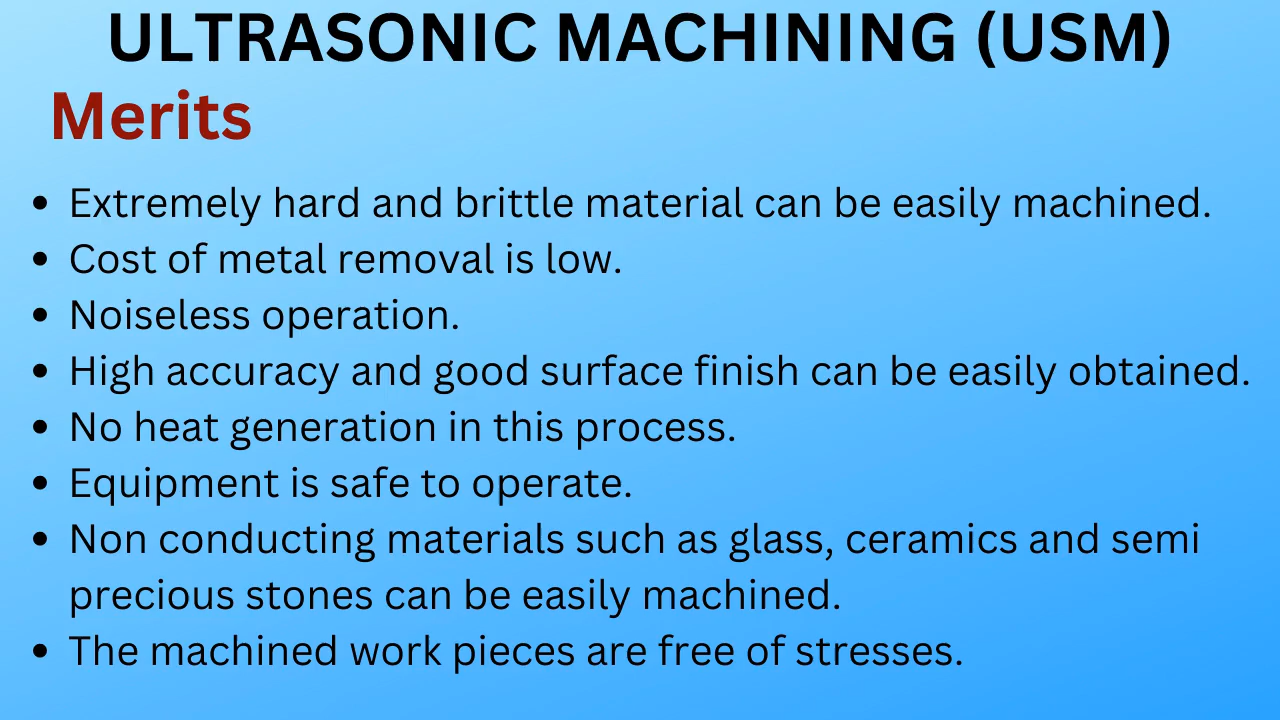 ULTRASONIC MACHINING (USM)
Merits
• Extremely hard and brittle material can be easily machined.
• Cost of metal removal is low.
• Noiseless operation.
• High accuracy and good surface finish can be easily obtained.
• No heat generation in this process.
• Equipment is safe to operate.
• Non conducting materials such as glass, ceramics and semi
precious stones can be easily machined.
• The machined work pieces are free of stresses.